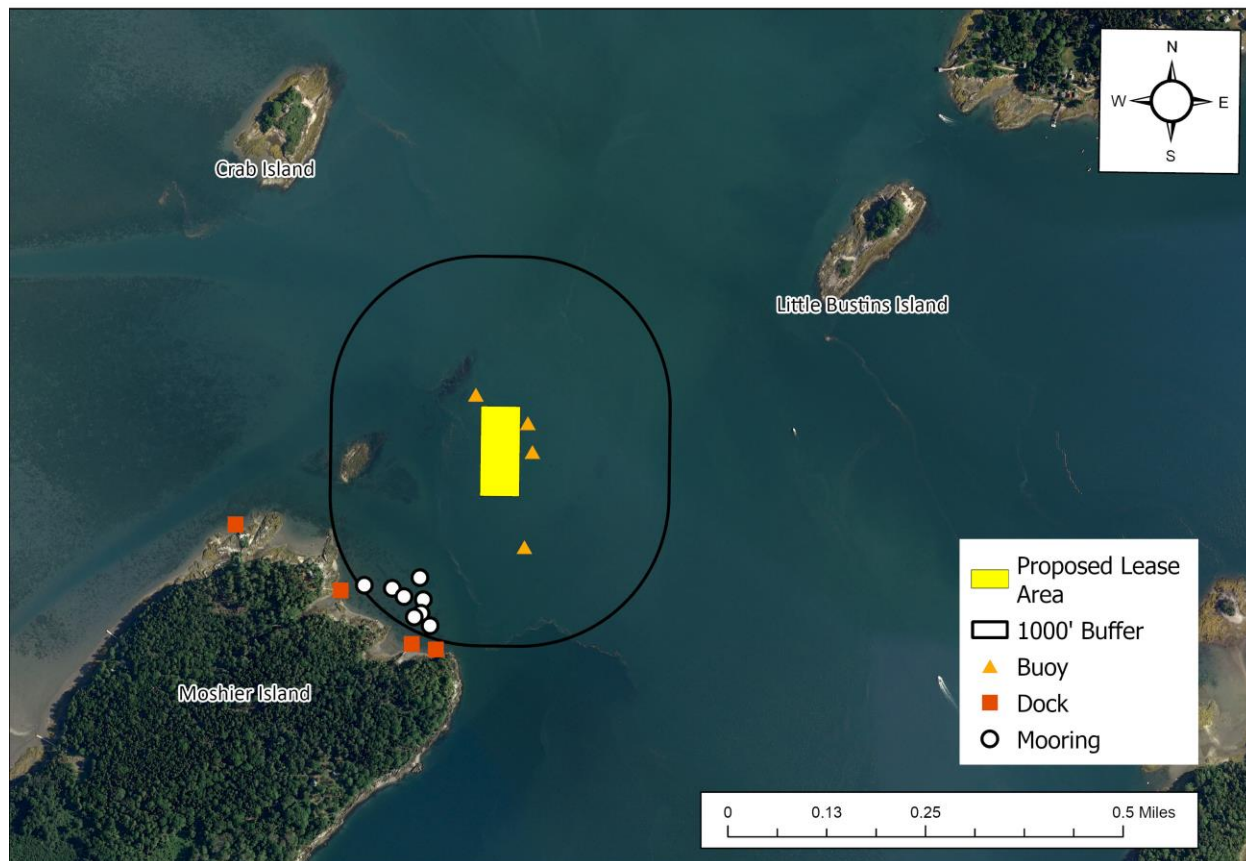 N
W E
S
Crab Island
Little Bustins Island
Moshier Island
Proposed Lease
Area
1000' Buffer
Buoy
Dock
Mooring
0 0.13 0.25 0.5 Miles